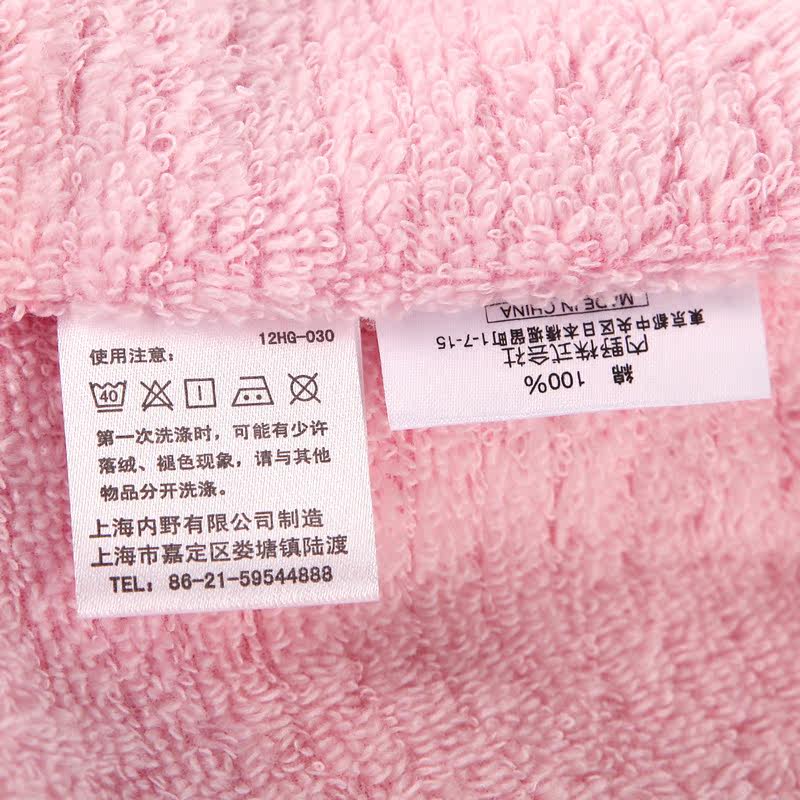 12HG-030
使用注意：
40
第一次洗涤时，可能有少许
落绒、褪色现象，请与其他
物品分开洗涤。
上海内野有限公司制造
上海市嘉定区娄塘镇陆渡
TEL: 86-21-59544888
綿 100%
内野株式会社
東京都中央区日本橋堀留町1-7-15
MADE IN CHINA